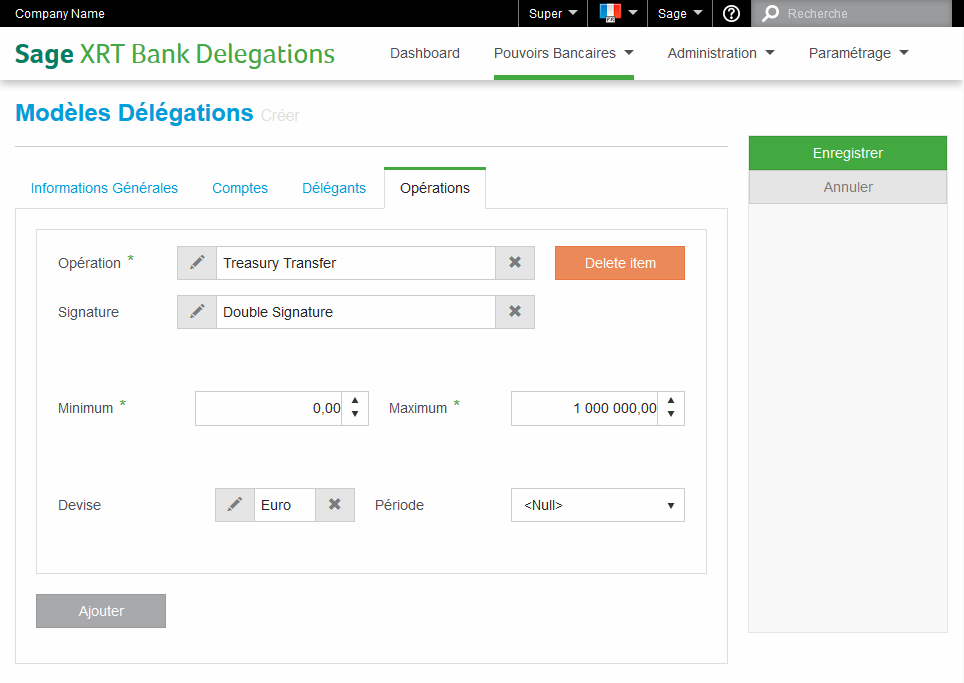 Company Name Super FR Sage Recherche
Sage XRT Bank Delegations Dashboard Pouvoirs Bancaires Administration Paramétrage
Modèles Délégations Créer
Enregistrer
Annuler
Informations Générales Comptes Délégants Opérations
Opération * Treasury Transfer Delete item
Signature Double Signature
Minimum * 0,00 Maximum * 1 000 000,00
Devise Euro Période <Null>
Ajouter